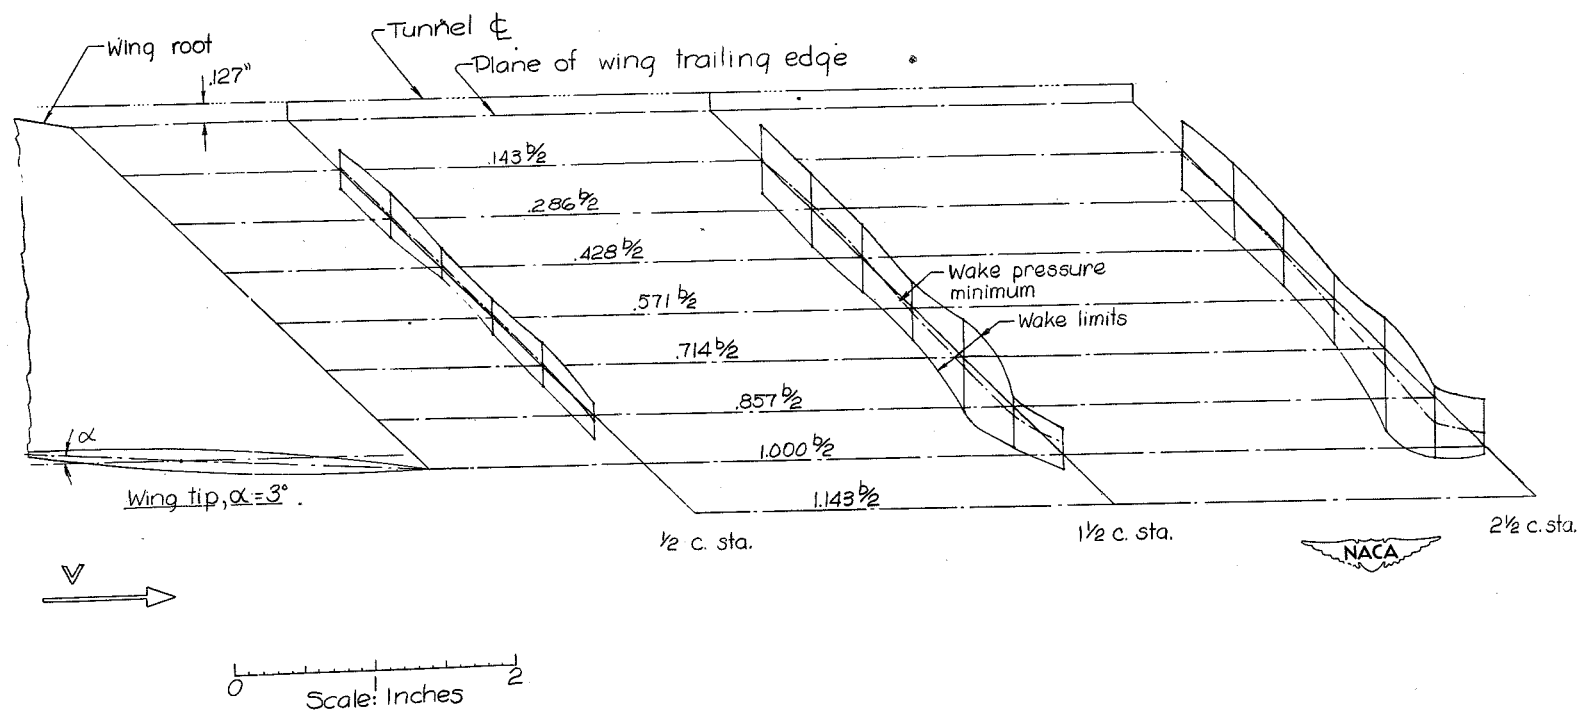 Tunnel ℄
Wing root
Plane of wing trailing edge
.127"
.143 b/2
.286 b/2
.428 b/2
Wake pressure
minimum
.571 b/2
Wake limits
.714 b/2
.857 b/2
α
1.000 b/2
Wing tip, α = 3°.
1.143 b/2
½ c. sta.
1½ c. sta.
2½ c. sta.
NACA
V
0 1 2
Scale: Inches